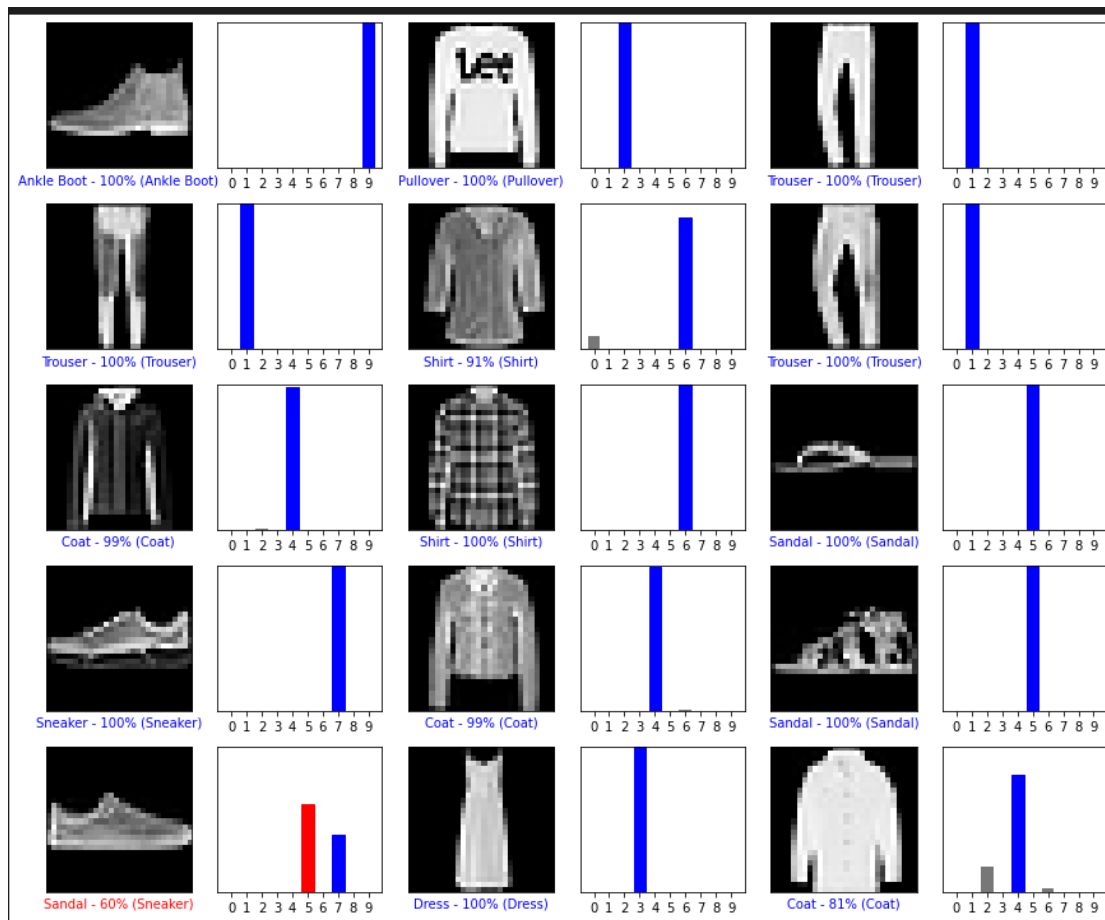 Lee
0 1 2 3 4 5 6 7 8 9 0 1 2 3 4 5 6 7 8 9 0 1 2 3 4 5 6 7 8 9
Ankle Boot - 100% (Ankle Boot) Pullover - 100% (Pullover) Trouser - 100% (Trouser)
0 1 2 3 4 5 6 7 8 9 0 1 2 3 4 5 6 7 8 9 0 1 2 3 4 5 6 7 8 9
Trouser - 100% (Trouser) Shirt - 91% (Shirt) Trouser - 100% (Trouser)
0 1 2 3 4 5 6 7 8 9 0 1 2 3 4 5 6 7 8 9 0 1 2 3 4 5 6 7 8 9
Coat - 99% (Coat) Shirt - 100% (Shirt) Sandal - 100% (Sandal)
0 1 2 3 4 5 6 7 8 9 0 1 2 3 4 5 6 7 8 9 0 1 2 3 4 5 6 7 8 9
Sneaker - 100% (Sneaker) Coat - 99% (Coat) Sandal - 100% (Sandal)
0 1 2 3 4 5 6 7 8 9 0 1 2 3 4 5 6 7 8 9 0 1 2 3 4 5 6 7 8 9
Sandal - 60% (Sneaker) Dress - 100% (Dress) Coat - 81% (Coat)